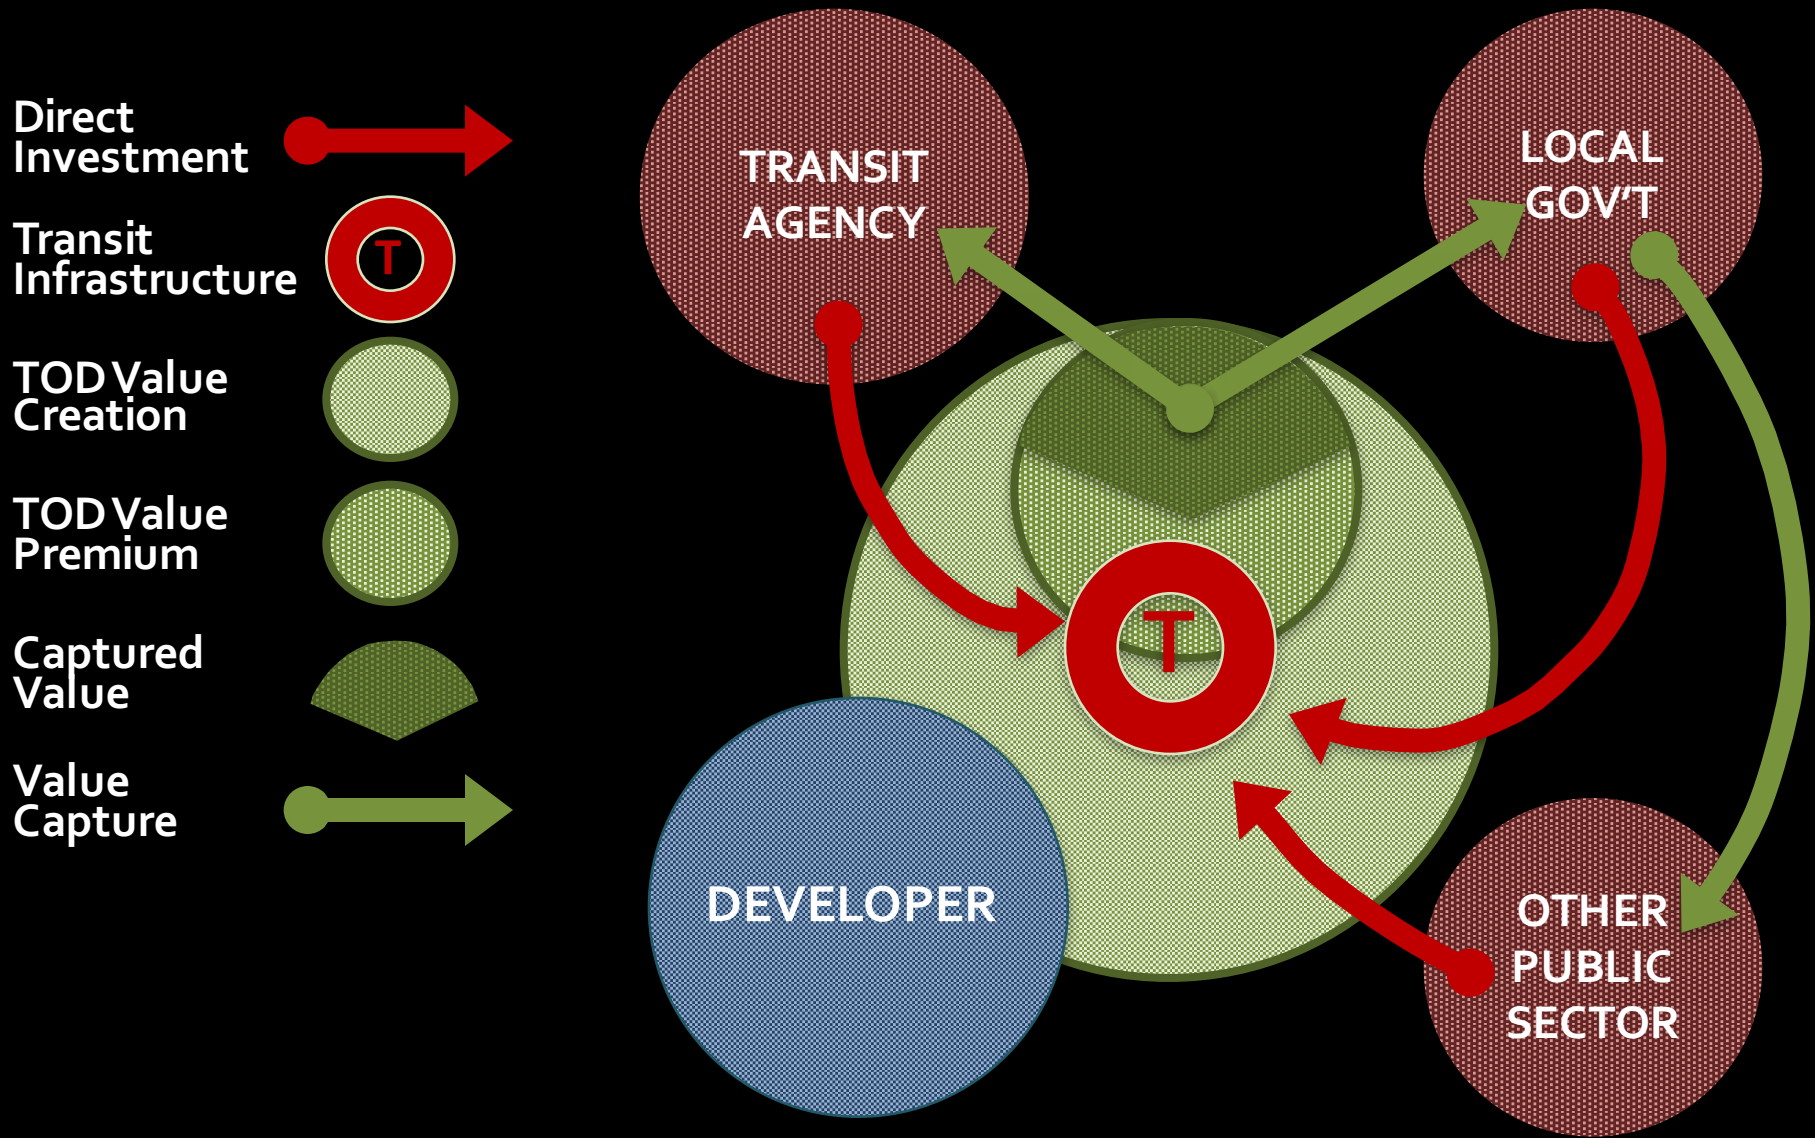 Direct
Investment
Transit
Infrastructure
T
TOD Value
Creation
TOD Value
Premium
Captured
Value
Value
Capture
TRANSIT
AGENCY
LOCAL
GOV'T
T
DEVELOPER
OTHER
PUBLIC
SECTOR